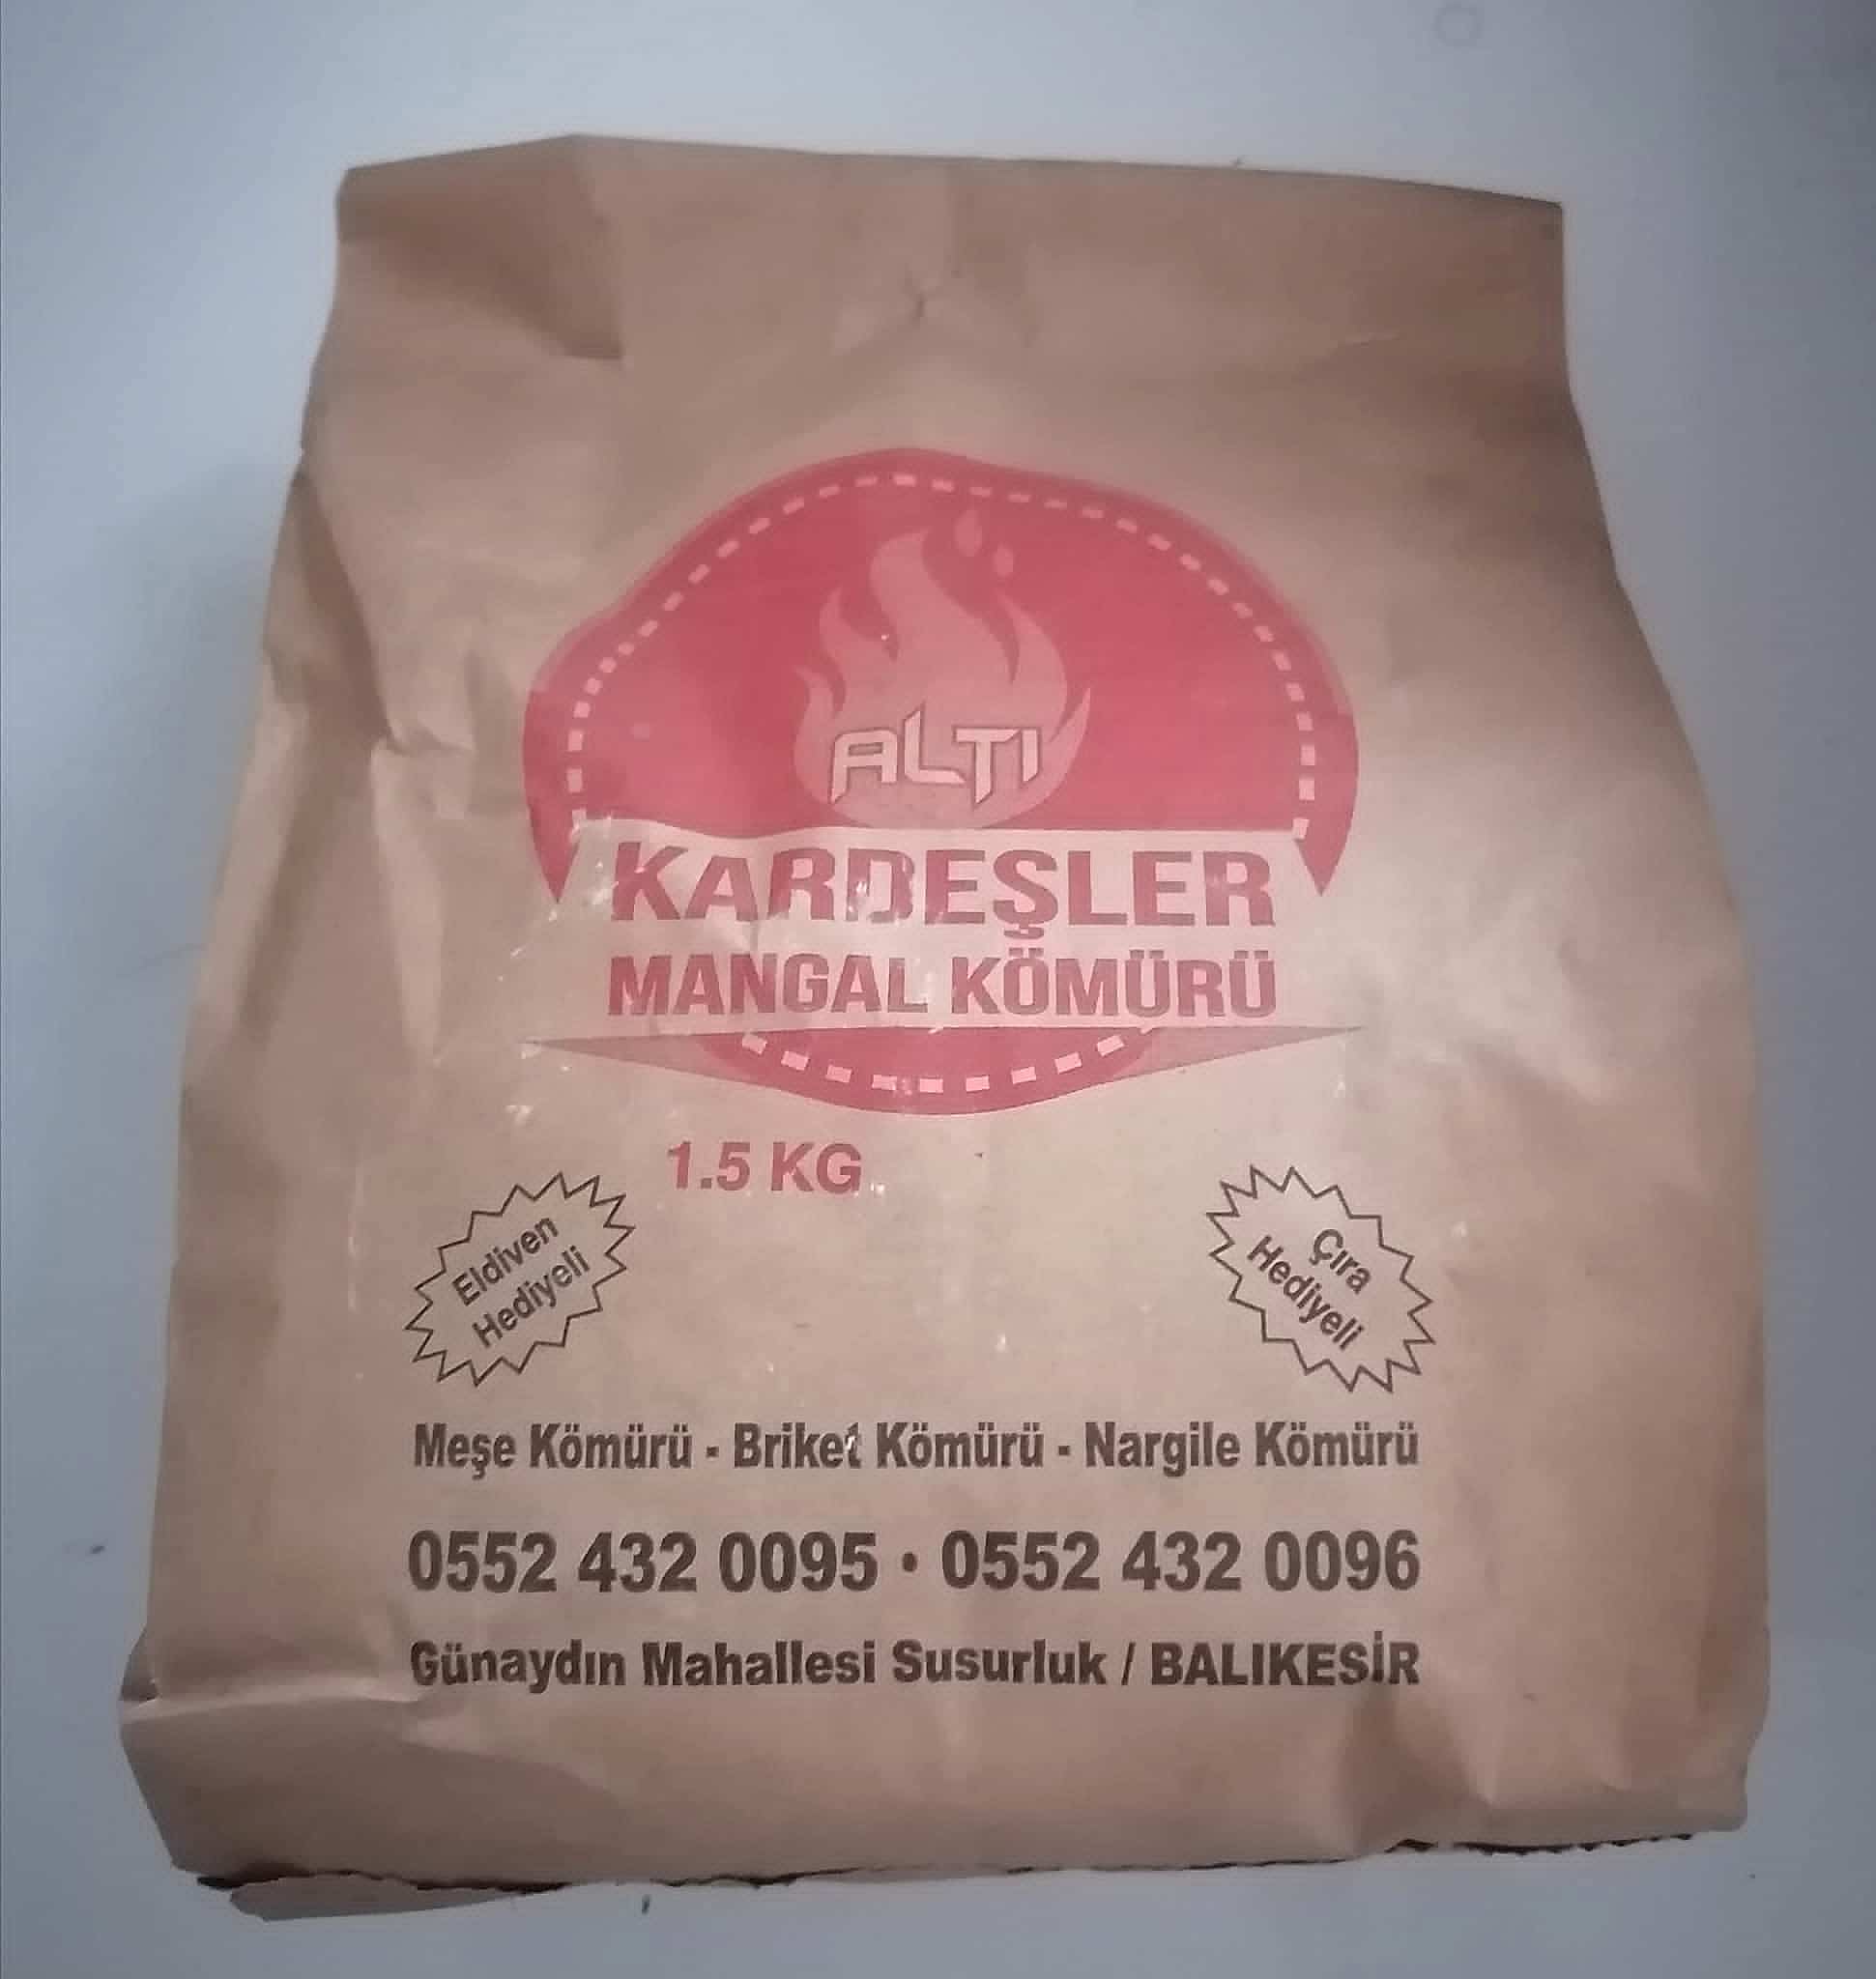 ALTI
KARDEŞLER
MANGAL KÖMÜRÜ
1.5 KG
Eldiven
Hediyeli
Çıra
Hediyeli
Meşe Kömürü - Briket Kömürü - Nargile Kömürü
0552 432 0095 · 0552 432 0096
Günaydın Mahallesi Susurluk / BALIKESİR